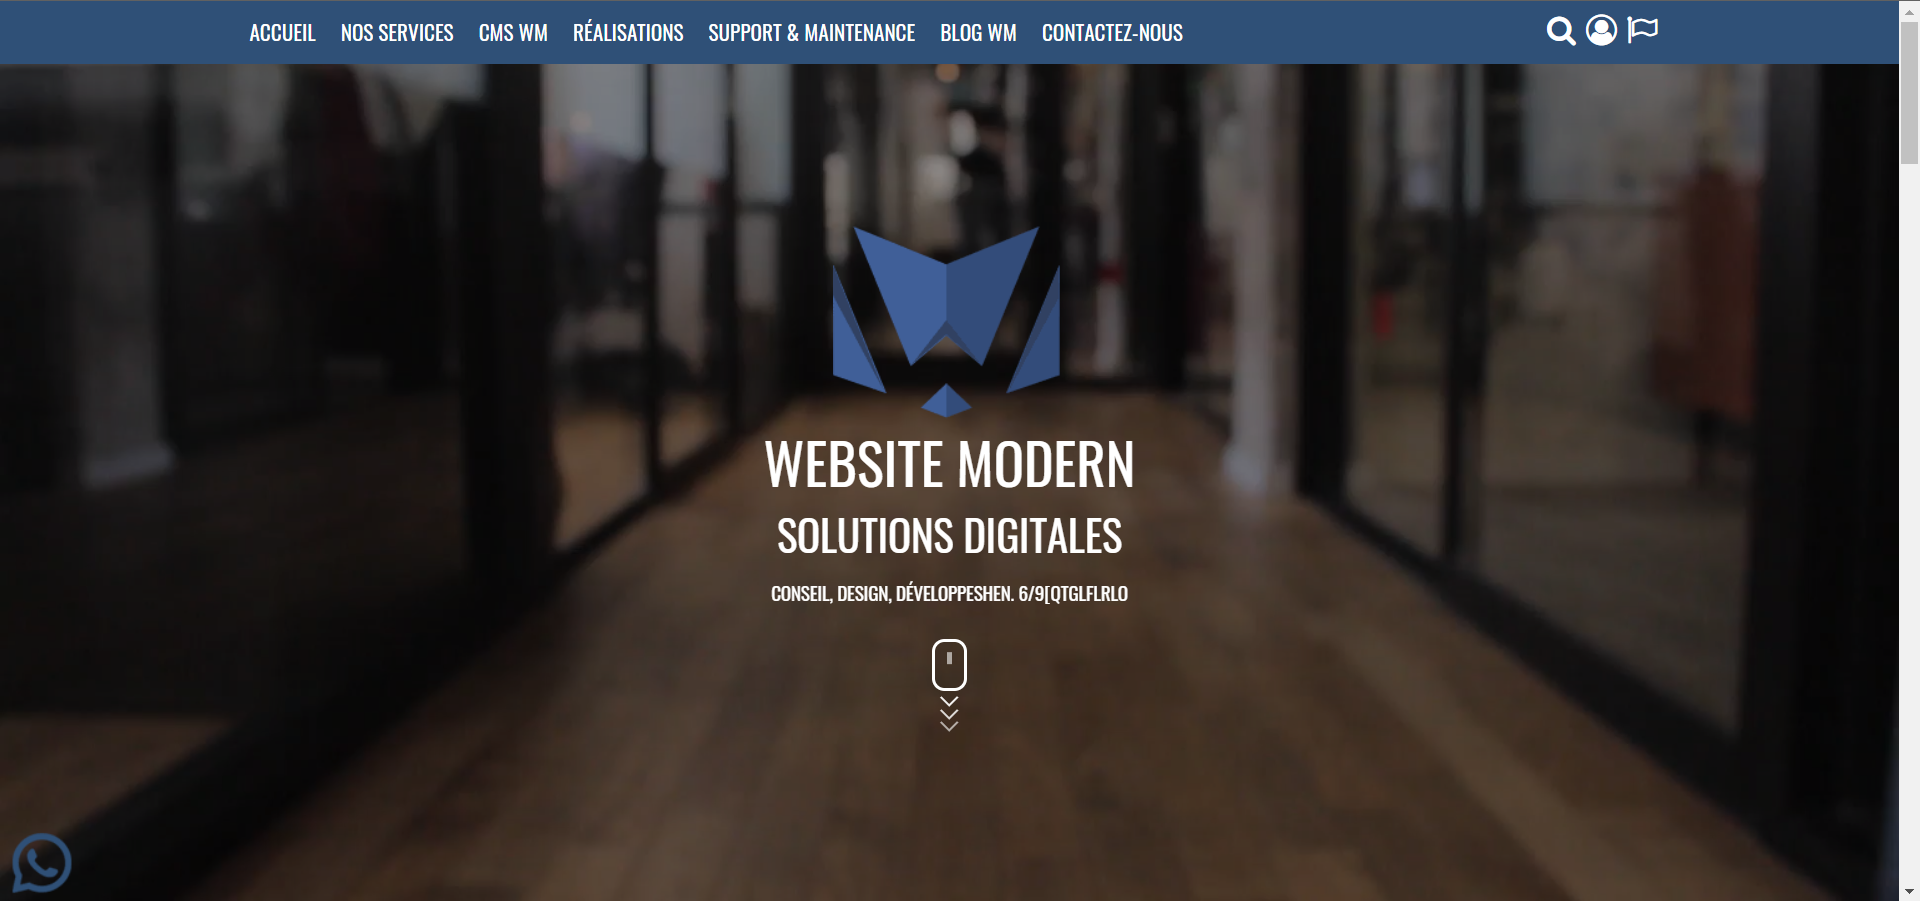 ACCUEIL NOS SERVICES CMS WM RÉALISATIONS SUPPORT & MAINTENANCE BLOG WM CONTACTEZ-NOUS
WEBSITE MODERN
SOLUTIONS DIGITALES
CONSEIL, DESIGN, DÉVELOPPESHEN. 6/9[QTGLFLRLO